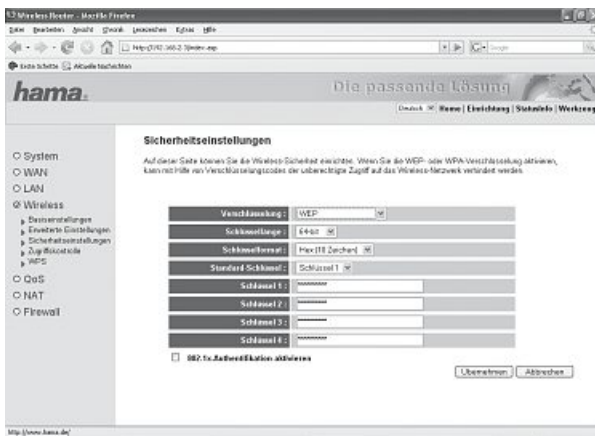 Wireless Router - Mozilla Firefox
Datei Bearbeiten Ansicht Chronik Lesezeichen Extras Hilfe
Erste Schritte Aktuelle Nachrichten
hama.
Die passende Lösung
Deutsch Home | Einrichtung | StatusInfo | Werkzeug
System
WAN
LAN
Wireless
Basiseinstellungen
Erweiterte Einstellungen
Sicherheitseinstellungen
Zugriffskontrolle
WPS
QoS
NAT
Firewall
Sicherheitseinstellungen
Auf dieser Seite können Sie die Wireless-Sicherheit einrichten. Wenn Sie die WEP- oder WPA-Verschlüsselung aktivieren,
kann mit Hilfe von Verschlüsselungscodes der unberechtigte Zugriff auf das Wireless-Netzwerk verhindert werden.
Verschlüsselung : WEP
Schlüssellänge : 64-bit
Schlüsselformat : Hex (10 Zeichen)
Standard-Schlüssel : Schlüssel 1
Schlüssel 1 : **********
Schlüssel 2 : **********
Schlüssel 3 : **********
Schlüssel 4 : **********
802.1x-Authentifikation aktivieren
Übernehmen Abbrechen
http://www.hama.de/